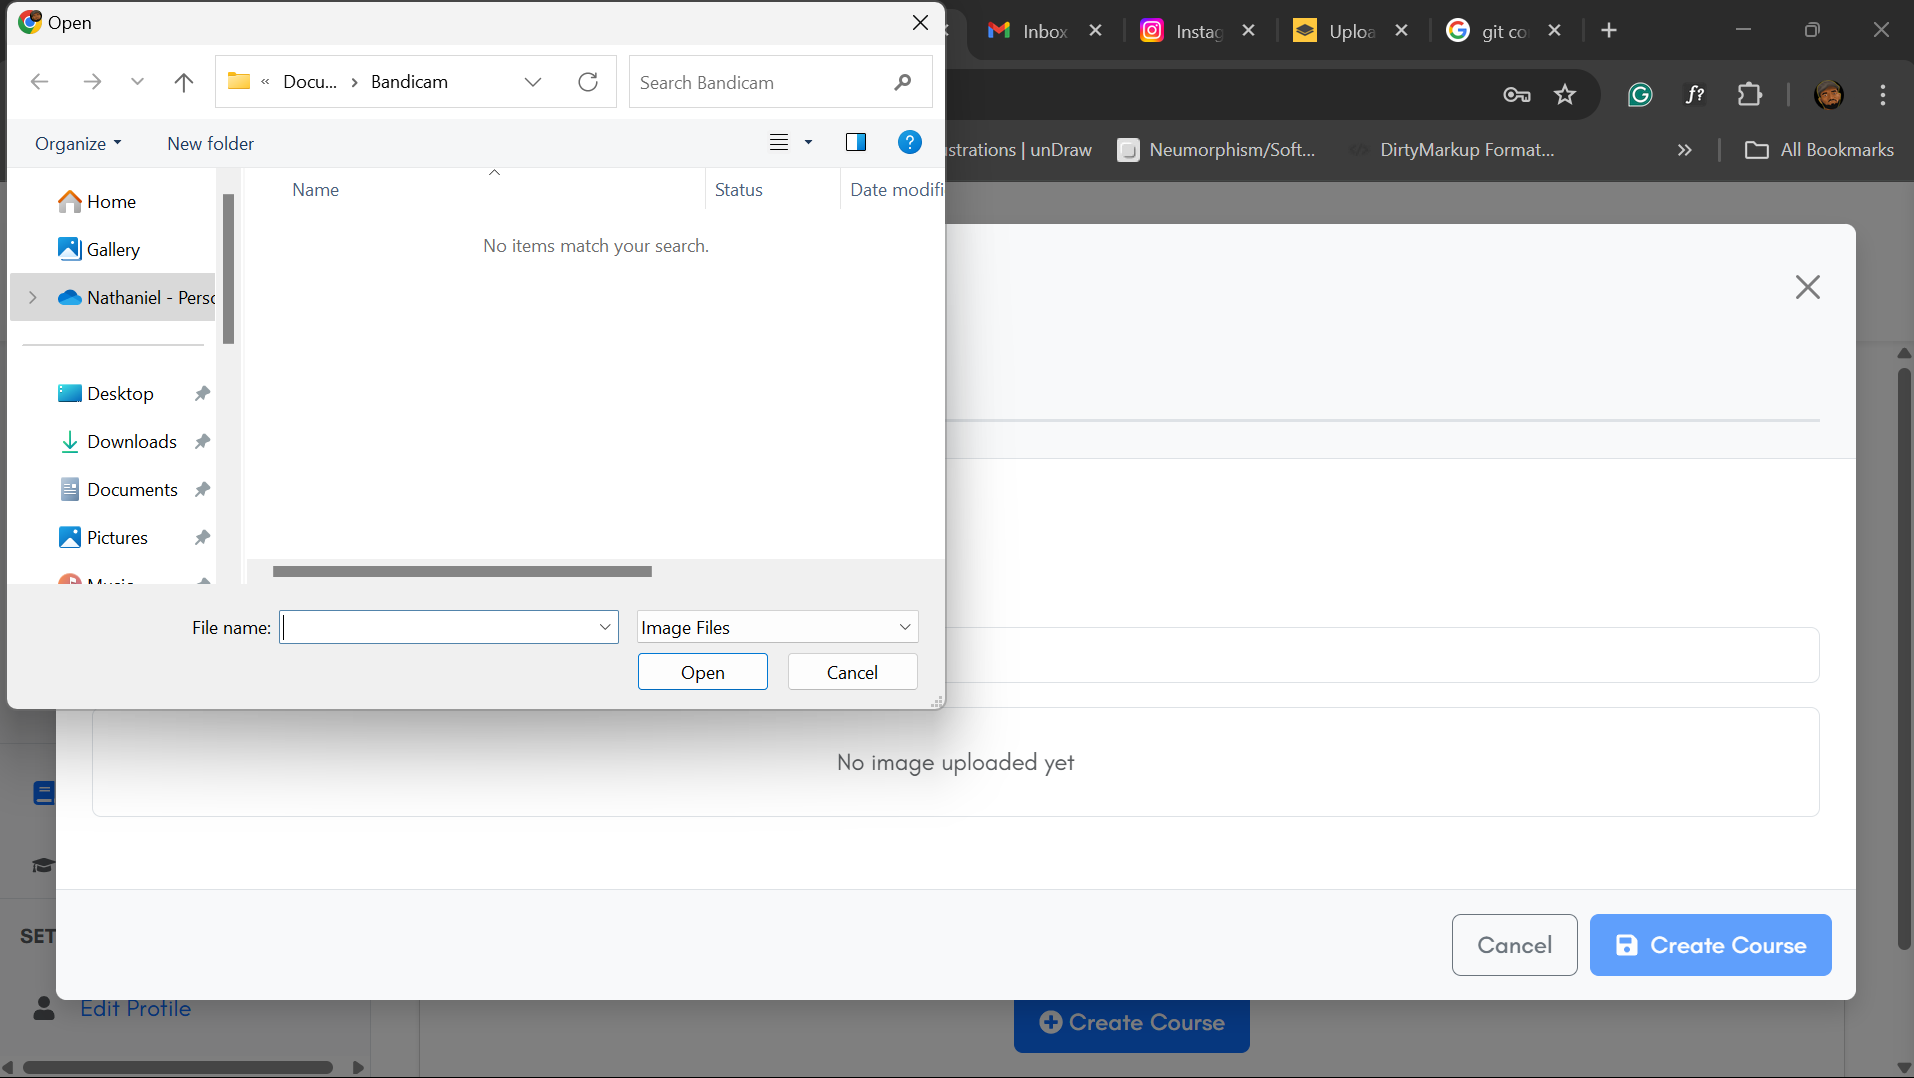 Open
Inbox
Instag
Uploa
git co
« Docu... > Bandicam
Search Bandicam
Organize
New folder
strations | unDraw
Neumorphism/Soft...
DirtyMarkup Format...
»
All Bookmarks
Name
Status
Date modifi
Home
Gallery
Nathaniel - Perso
No items match your search.
Desktop
Downloads
Documents
Pictures
Music
File name:
Image Files
Open
Cancel
No image uploaded yet
SET
Cancel
Create Course
Edit Profile
Create Course